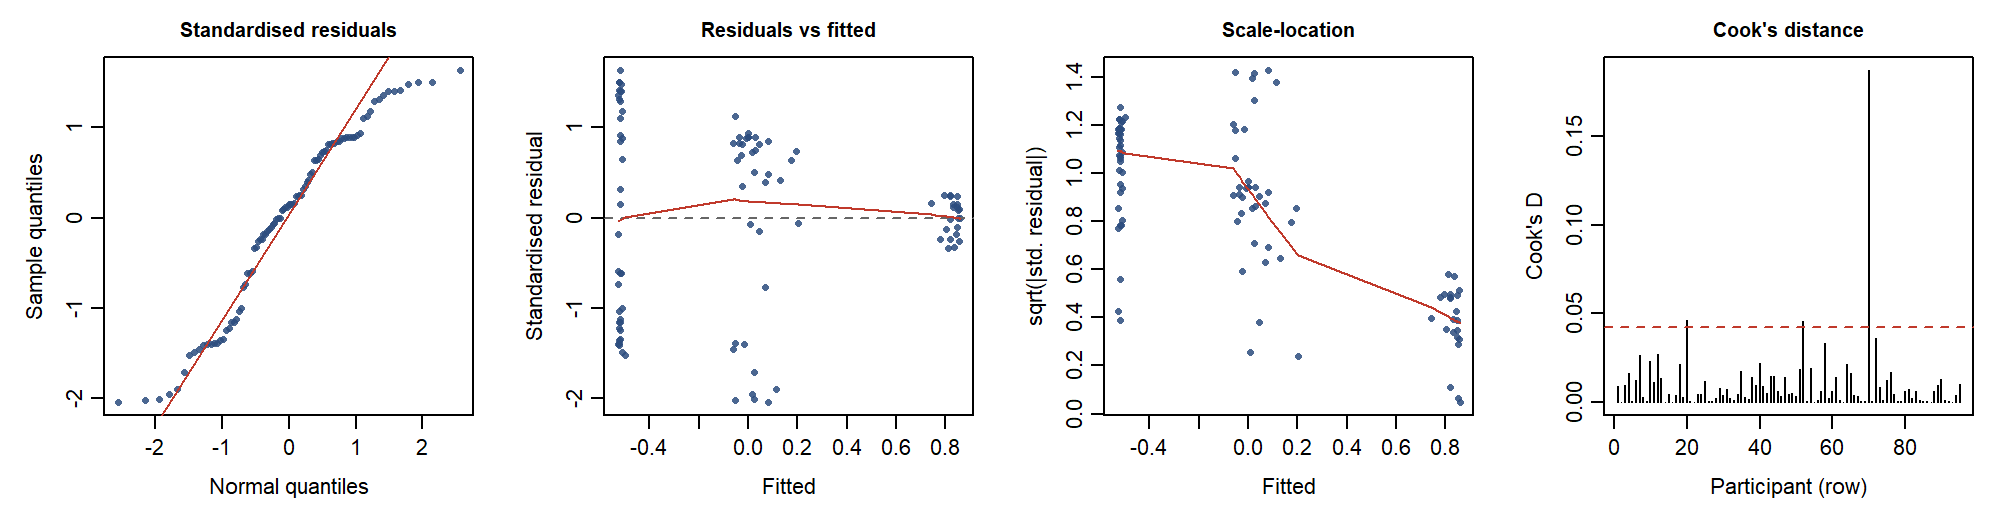 Standardised residuals
Sample quantiles
1
0
-1
-2
-2 -1 0 1 2
Normal quantiles
Residuals vs fitted
Standardised residual
1
0
-1
-2
-0.4 0.0 0.2 0.4 0.6 0.8
Fitted
Scale-location
sqrt(|std. residual|)
1.4
1.2
1.0
0.8
0.6
0.4
0.2
0.0
-0.4 0.0 0.2 0.4 0.6 0.8
Fitted
Cook's distance
Cook's D
0.15
0.10
0.05
0.00
0 20 40 60 80
Participant (row)